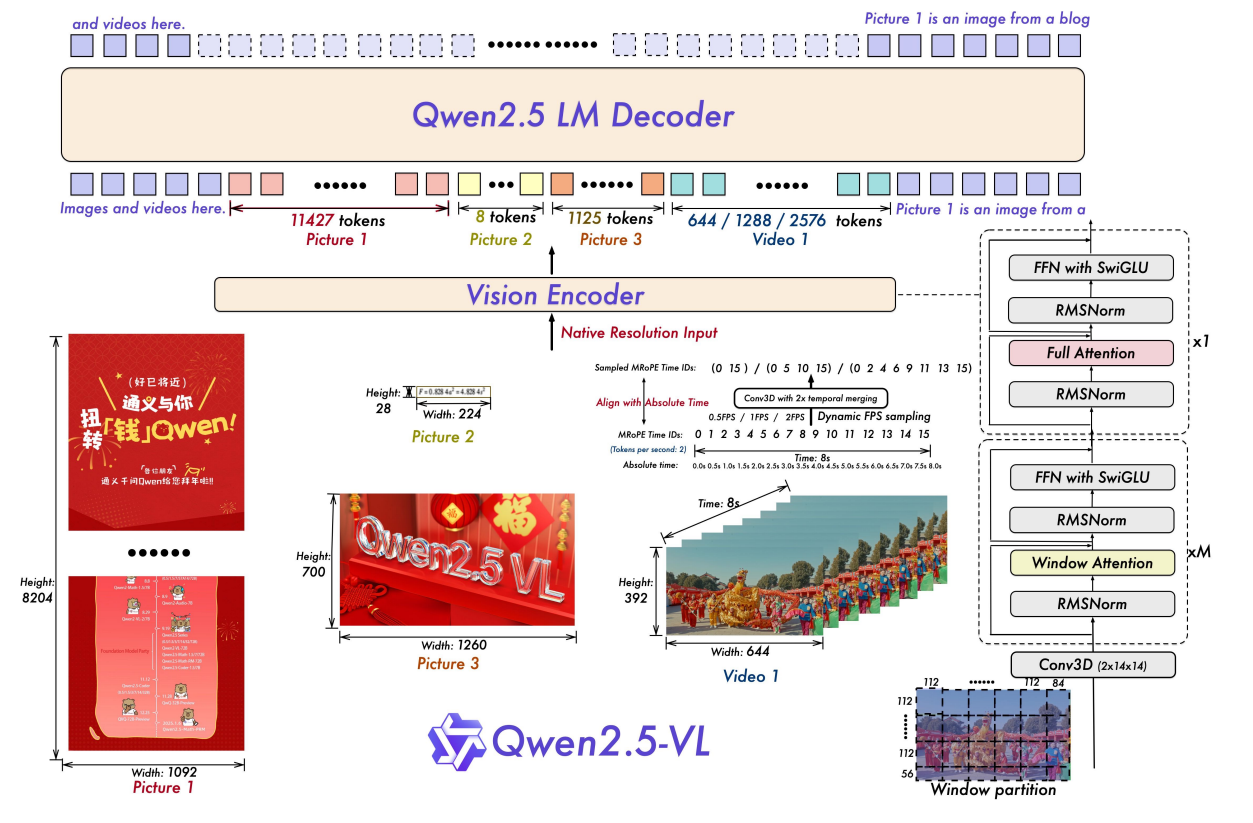 and videos here.
Picture 1 is an image from a blog
Qwen2.5 LM Decoder
Images and videos here.
11427 tokens
Picture 1
8 tokens
Picture 2
1125 tokens
Picture 3
644 / 1288 / 2576 tokens
Video 1
Picture 1 is an image from a
Vision Encoder
Native Resolution Input
FFN with SwiGLU
RMSNorm
Full Attention
RMSNorm
x1
FFN with SwiGLU
RMSNorm
Window Attention
RMSNorm
xM
Conv3D (2x14x14)
Sampled MRoPE Time IDs: (0 15 ) / (0 5 10 15) / (0 2 4 6 9 11 13 15)
Align with Absolute Time
Conv3D with 2x temporal merging
0.5FPS / 1FPS / 2FPS
Dynamic FPS sampling
MRoPE Time IDs: 0 1 2 3 4 5 6 7 8 9 10 11 12 13 14 15
(Tokens per second: 2)
Time: 8s
Absolute time: 0.0s 0.5s 1.0s 1.5s 2.0s 2.5s 3.0s 3.5s 4.0s 4.5s 5.0s 5.5s 6.0s 6.5s 7.0s 7.5s 8.0s
(好已将近)
通义与你
扭转「钱」Qwen!
「各位朋友」
通义千问Qwen给您拜年啦!!
Height:
8204
Foundation Model Party
Width: 1092
Picture 1
Height:
28
Width: 224
Picture 2
福
Qwen2.5 VL
Height:
700
Width: 1260
Picture 3
Time: 8s
Height:
392
Width: 644
Video 1
112 112 84
112
112
56
Window partition
Qwen2.5-VL